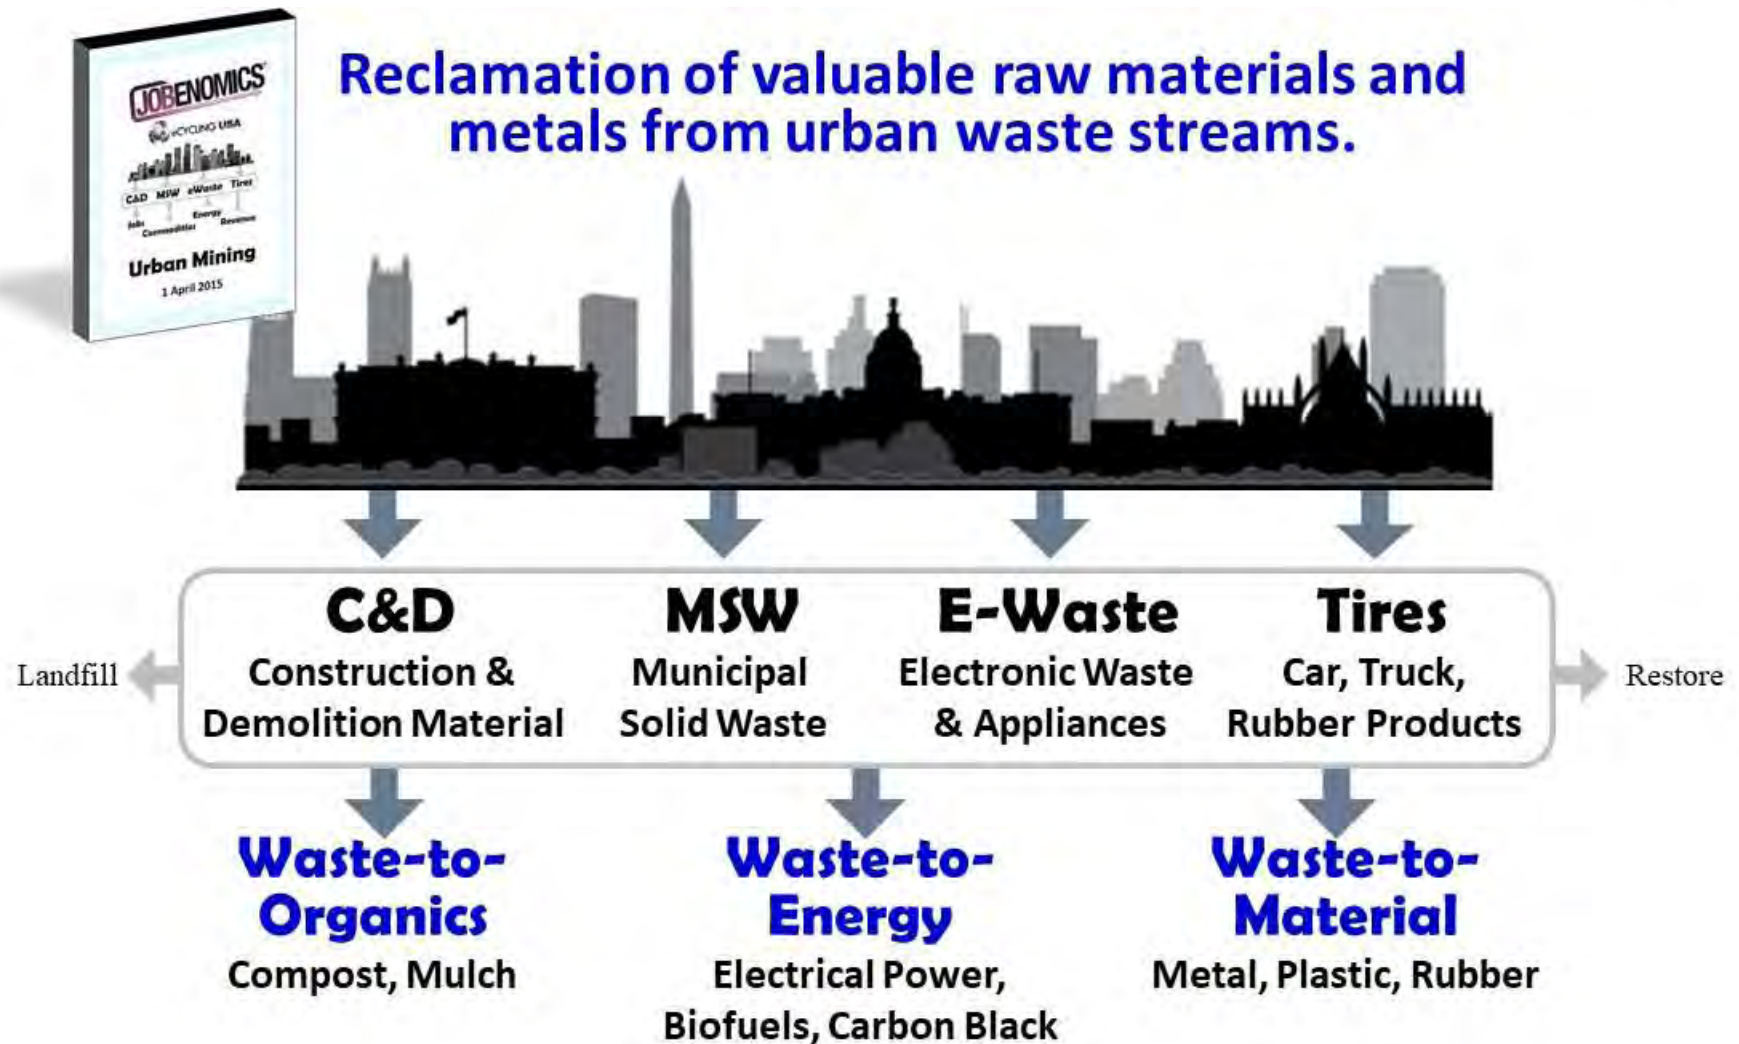 JOBENOMICS
eCYCLING USA
C&D MSW eWaste Tires
Jobs
Energy
Commodities
Revenue
Urban Mining
1 April 2015
Reclamation of valuable raw materials and
metals from urban waste streams.
C&D
Construction &
Demolition Material
MSW
Municipal
Solid Waste
E-Waste
Electronic Waste
& Appliances
Tires
Car, Truck,
Rubber Products
Landfill
Restore
Waste-to-
Organics
Compost, Mulch
Waste-to-
Energy
Electrical Power,
Biofuels, Carbon Black
Waste-to-
Material
Metal, Plastic, Rubber